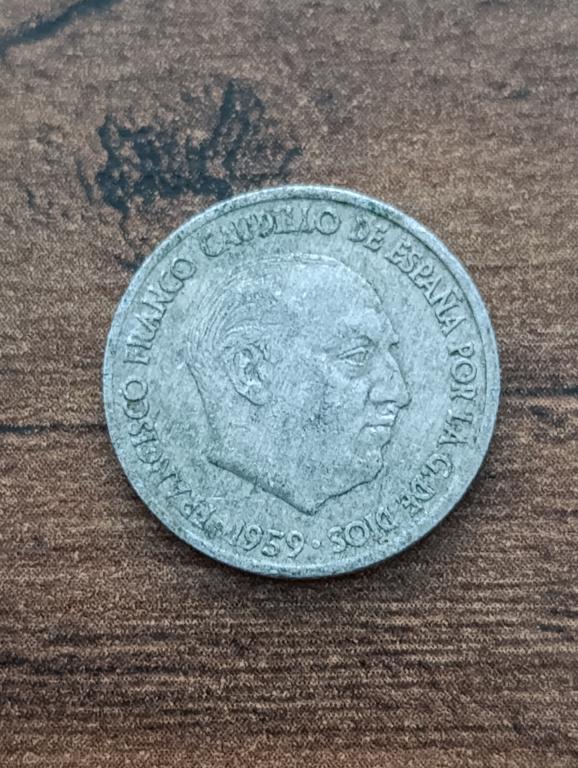 FRANCISCO FRANCO CAUDILLO DE ESPAÑA POR LA G. DE DIOS
· 1959 ·